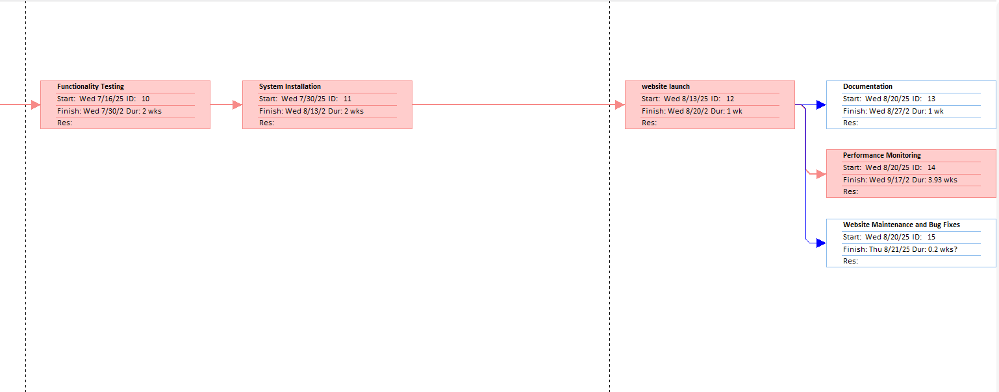 Functionality Testing
Start: Wed 7/16/25 ID: 10
Finish: Wed 7/30/2 Dur: 2 wks
Res:
System Installation
Start: Wed 7/30/25 ID: 11
Finish: Wed 8/13/2 Dur: 2 wks
Res:
website launch
Start: Wed 8/13/25 ID: 12
Finish: Wed 8/20/2 Dur: 1 wk
Res:
Documentation
Start: Wed 8/20/25 ID: 13
Finish: Wed 8/27/2 Dur: 1 wk
Res:
Performance Monitoring
Start: Wed 8/20/25 ID: 14
Finish: Wed 9/17/2 Dur: 3.93 wks
Res:
Website Maintenance and Bug Fixes
Start: Wed 8/20/25 ID: 15
Finish: Thu 8/21/25 Dur: 0.2 wks?
Res: